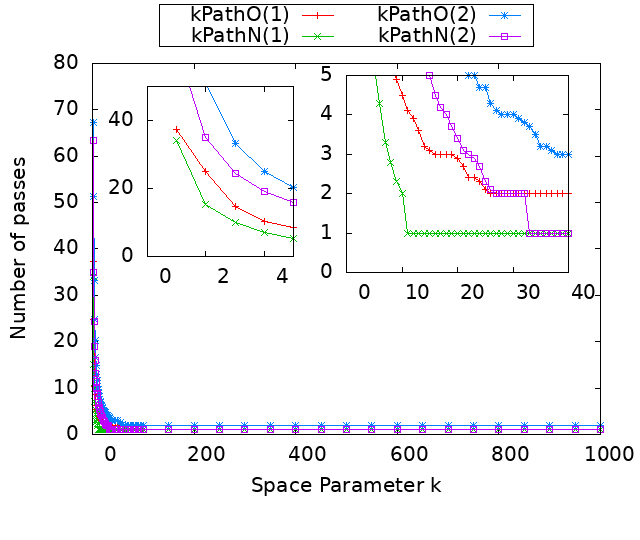 kPathO(1) kPathO(2)
kPathN(1) kPathN(2)
Number of passes
80
70
60
50
40
30
20
10
0
40
20
0
0 2 4
5
4
3
2
1
0
0 10 20 30 40
0 200 400 600 800 1000
Space Parameter k